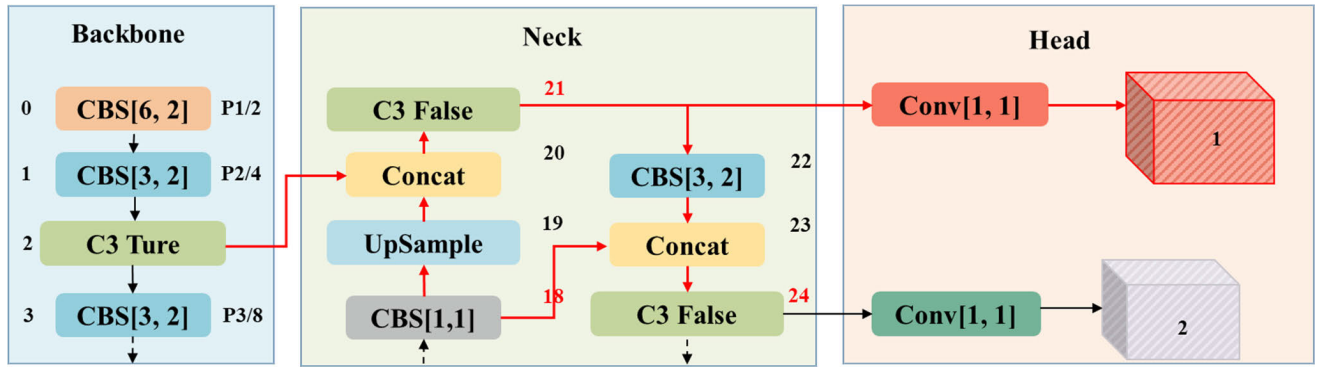 Backbone
0 CBS[6, 2] P1/2
1 CBS[3, 2] P2/4
2 C3 Ture
3 CBS[3, 2] P3/8
Neck
C3 False 21
Concat 20
UpSample 19
CBS[1,1] 18
CBS[3, 2] 22
Concat 23
C3 False 24
Head
Conv[1, 1] 1
Conv[1, 1] 2